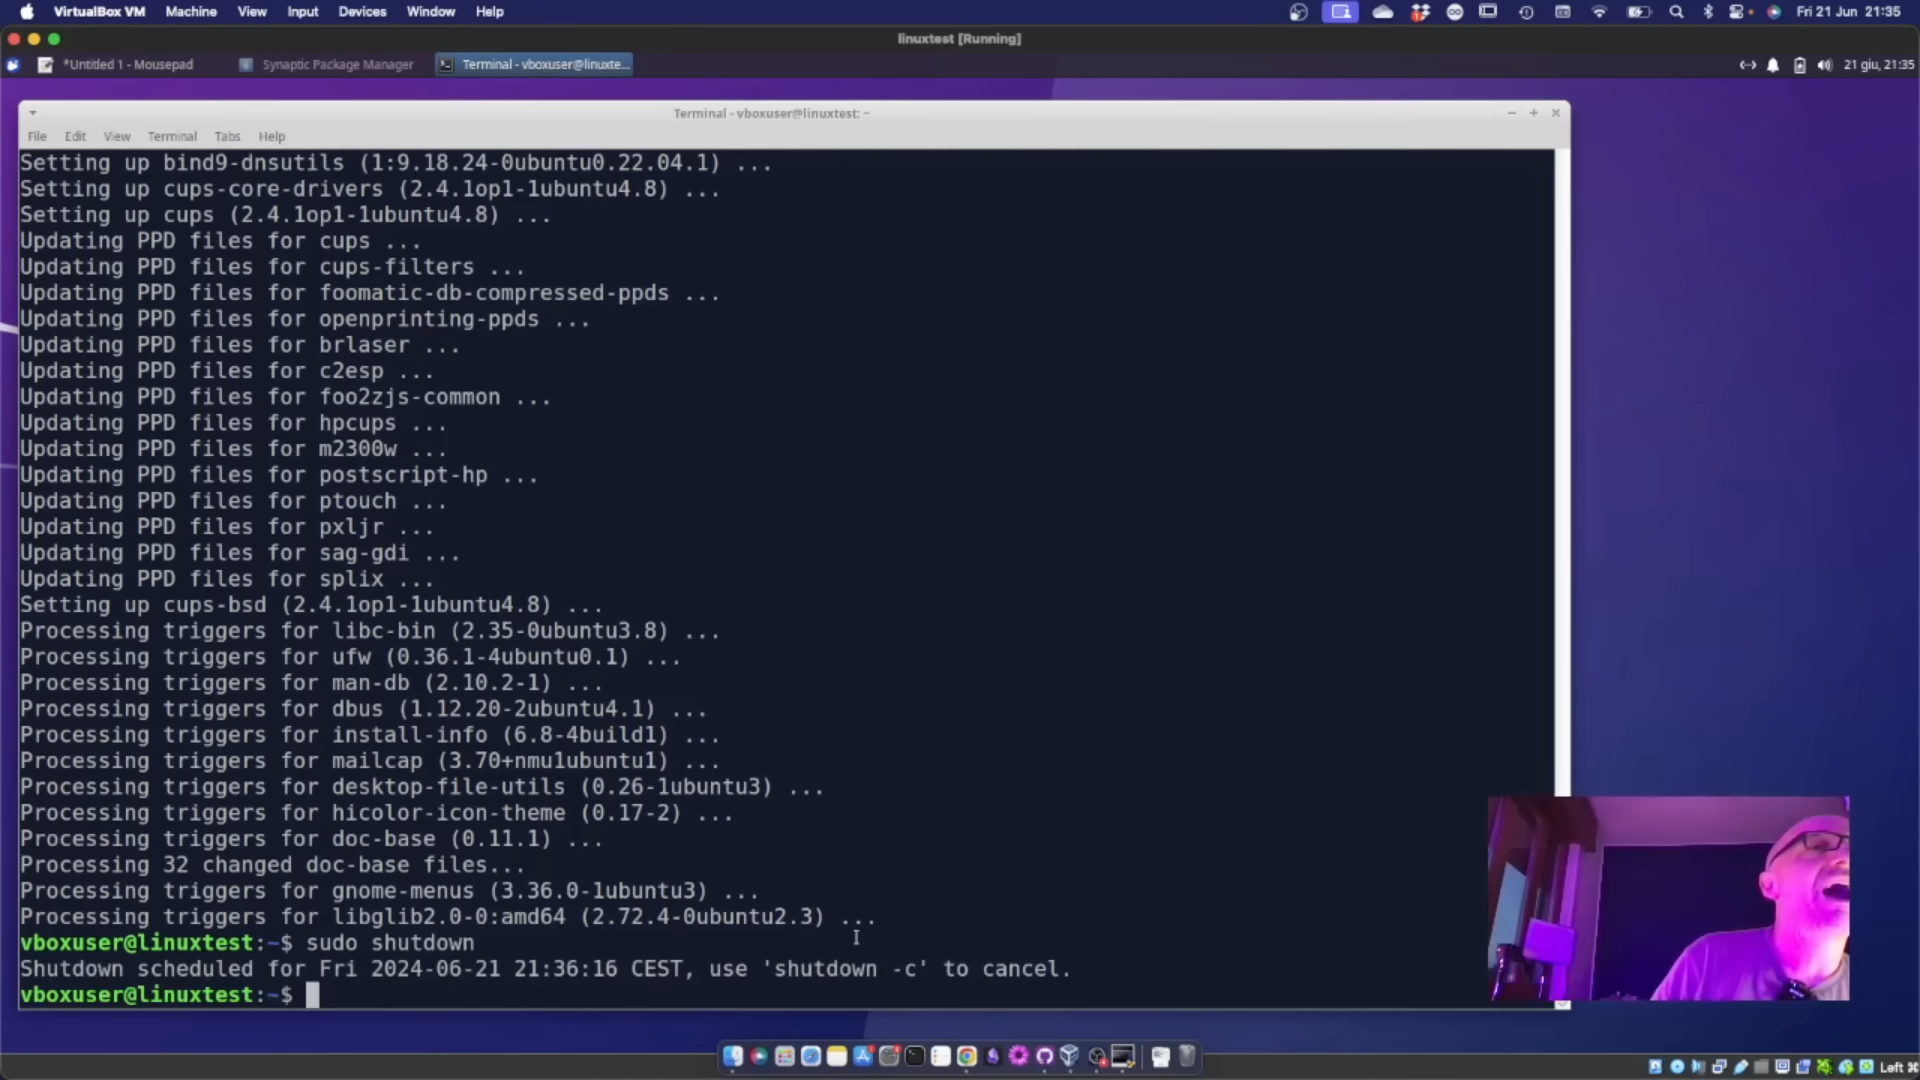 VirtualBox VM Machine View Input Devices Window Help Fri 21 Jun 21:35
linuxtest [Running]
*Untitled 1 - Mousepad Synaptic Package Manager Terminal - vboxuser@linuxte... 21 giu, 21:35
Terminal - vboxuser@linuxtest: ~
File Edit View Terminal Tabs Help
Setting up bind9-dnsutils (1:9.18.24-0ubuntu0.22.04.1) ...
Setting up cups-core-drivers (2.4.1op1-1ubuntu4.8) ...
Setting up cups (2.4.1op1-1ubuntu4.8) ...
Updating PPD files for cups ...
Updating PPD files for cups-filters ...
Updating PPD files for foomatic-db-compressed-ppds ...
Updating PPD files for openprinting-ppds ...
Updating PPD files for brlaser ...
Updating PPD files for c2esp ...
Updating PPD files for foo2zjs-common ...
Updating PPD files for hpcups ...
Updating PPD files for m2300w ...
Updating PPD files for postscript-hp ...
Updating PPD files for ptouch ...
Updating PPD files for pxljr ...
Updating PPD files for sag-gdi ...
Updating PPD files for splix ...
Setting up cups-bsd (2.4.1op1-1ubuntu4.8) ...
Processing triggers for libc-bin (2.35-0ubuntu3.8) ...
Processing triggers for ufw (0.36.1-4ubuntu0.1) ...
Processing triggers for man-db (2.10.2-1) ...
Processing triggers for dbus (1.12.20-2ubuntu4.1) ...
Processing triggers for install-info (6.8-4build1) ...
Processing triggers for mailcap (3.70+nmu1ubuntu1) ...
Processing triggers for desktop-file-utils (0.26-1ubuntu3) ...
Processing triggers for hicolor-icon-theme (0.17-2) ...
Processing triggers for doc-base (0.11.1) ...
Processing 32 changed doc-base files...
Processing triggers for gnome-menus (3.36.0-1ubuntu3) ...
Processing triggers for libglib2.0-0:amd64 (2.72.4-0ubuntu2.3) ...
vboxuser@linuxtest:~$ sudo shutdown
Shutdown scheduled for Fri 2024-06-21 21:36:16 CEST, use 'shutdown -c' to cancel.
vboxuser@linuxtest:~$
Left ⌘